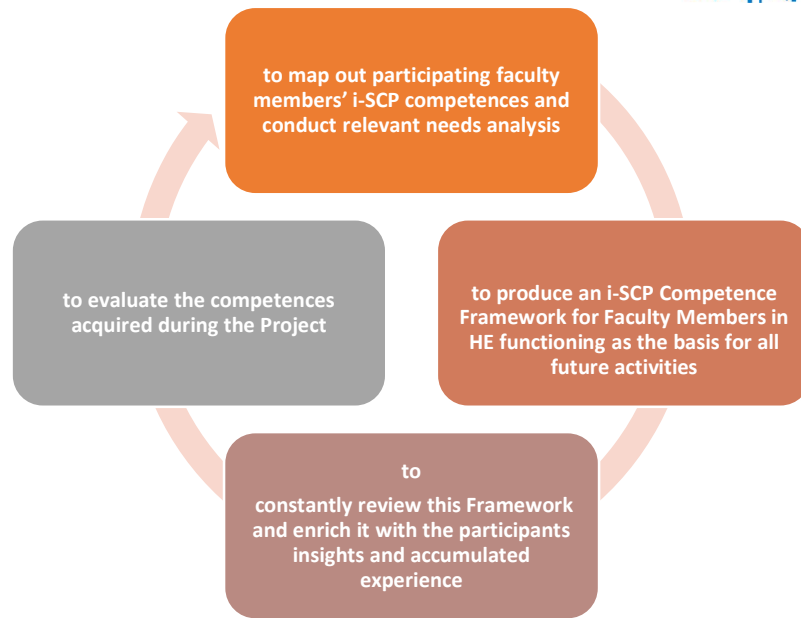 to map out participating faculty
members’ i-SCP competences and
conduct relevant needs analysis
to produce an i-SCP Competence
Framework for Faculty Members in
HE functioning as the basis for all
future activities
to
constantly review this Framework
and enrich it with the participants
insights and accumulated
experience
to evaluate the competences
acquired during the Project